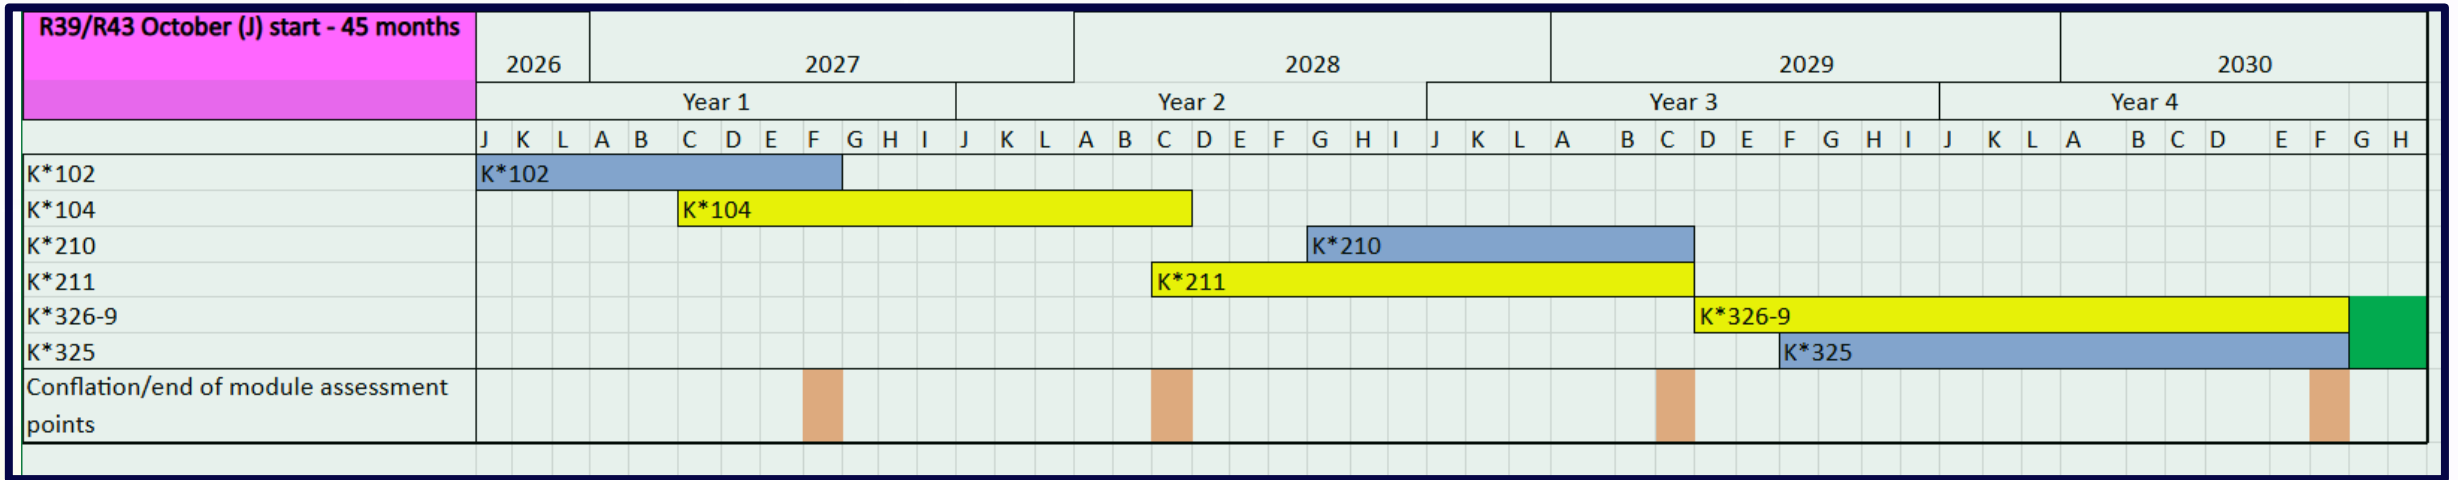 R39/R43 October (J) start - 45 months
2026 2027 2028 2029 2030
Year 1 Year 2 Year 3 Year 4
J K L A B C D E F G H I J K L A B C D E F G H I J K L A B C D E F G H I J K L A B C D E F G H
K*102 K*102
K*104 K*104
K*210 K*210
K*211 K*211
K*326-9 K*326-9
K*325 K*325
Conflation/end of module assessment
points